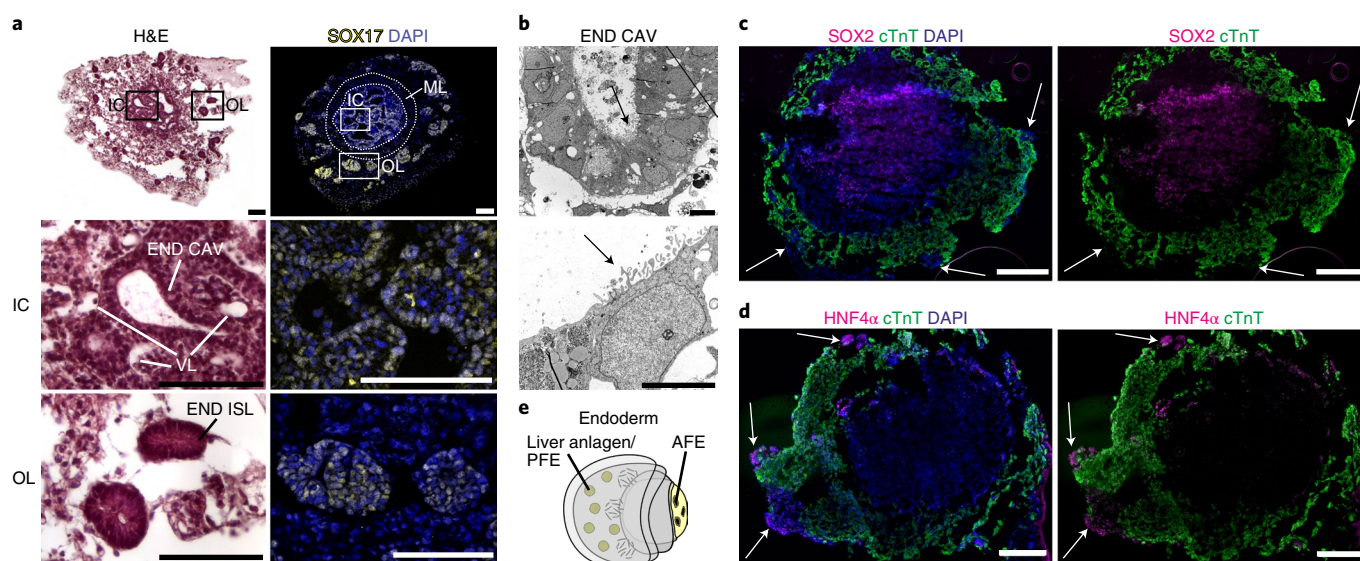 a
H&E
SOX17 DAPI
IC
OL
IC
ML
OL
IC
END CAV
VL
OL
END ISL
b
END CAV
e
Endoderm
Liver anlagen/
PFE
AFE
c
SOX2 cTnT DAPI
SOX2 cTnT
d
HNF4α cTnT DAPI
HNF4α cTnT